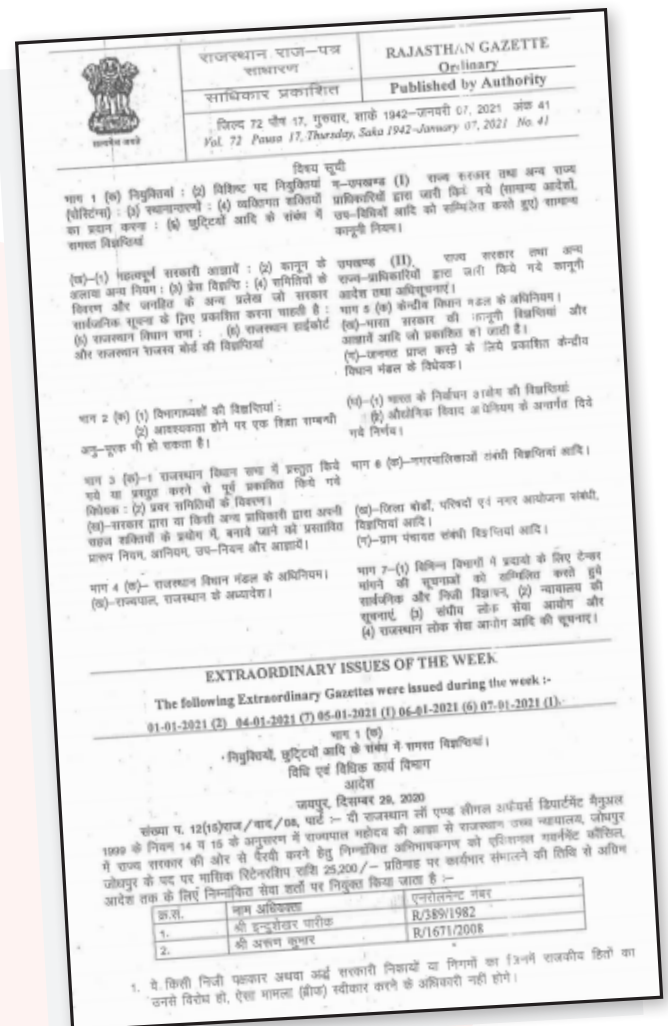 राजस्थान राज-पत्र
साधारण
साधिकार प्रकाशित
RAJASTHAN GAZETTE
Ordinary
Published by Authority
सत्यमेव जयते
जिल्द 72 पौष 17, गुरुवार, शाके 1942-जनवरी 07, 2021 अंक 41
Vol. 72 Pausa 17, Thursday, Saka 1942-January 07, 2021 No. 41
विषय सूची
भाग 1 (क) नियुक्तियां : (2) विशिष्ट पद नियुक्तियां
(पोस्टिंग्स) : (3) स्थानान्तरणों : (4) व्यक्तिगत शक्तियों
का प्रदान करना : (5) छुट्टियों आदि के संबंध में
समस्त विज्ञप्तियां
ग-उपखण्ड (I) राज्य सरकार तथा अन्य राज्य
प्राधिकारियों द्वारा जारी किये गये (सामान्य आदेशों,
उप-विधियों आदि को सम्मिलित करते हुए) सामान्य
कानूनी नियम।
(ख)-(1) महत्वपूर्ण सरकारी आज्ञायें : (2) कानून के
अलावा अन्य नियम : (3) प्रेस विज्ञप्ति : (4) समितियों के
विवरण और जनहित के अन्य प्रलेख जो सरकार
सार्वजनिक सूचना के लिए प्रकाशित करना चाहती है :
(5) राजस्थान विधान सभा : (6) राजस्थान हाईकोर्ट
और राजस्थान राजस्व बोर्ड की विज्ञप्तियां
उपखण्ड (II) राज्य सरकार तथा अन्य
राज्य-प्राधिकारियों द्वारा जारी किये गये कानूनी
आदेश तथा अधिसूचनाएं।
भाग 5 (क) केन्द्रीय विधान मंडल के अधिनियम।
(ख)-भारत सरकार की कानूनी विज्ञप्तियां और
आज्ञायें आदि जो प्रकाशित की जाती है।
(ग)-जनमत प्राप्त करने के लिये प्रकाशित केन्द्रीय
विधान मंडल के विधेयक।
भाग 2 (क) (1) विभागाध्यक्षों की विज्ञप्तियां :
(2) आवश्यकता होने पर एक शिक्षा सम्बन्धी
अनु-पूरक भी हो सकता है।
(घ)-(1) भारत के निर्वाचन आयोग की विज्ञप्तियां
(2) औद्योगिक विवाद अधिनियम के अन्तर्गत दिये
गये निर्णय।
भाग 3 (क)-1 राजस्थान विधान सभा में प्रस्तुत किये
गये या प्रस्तुत करने से पूर्व प्रकाशित किये गये
विधेयक : (2) प्रवर समितियों के विवरण।
(ख)-सरकार द्वारा या किसी अन्य प्राधिकारी द्वारा अपनी
सहज शक्तियों के प्रयोग में, बनाये जाने को प्रस्तावित
प्रारूप नियम, आनियम, उप-नियम और आज्ञायें।
भाग 6 (क)-नगरपालिकाओं संबंधी विज्ञप्तियां आदि।
(ख)-जिला बोर्डों, परिषदों एवं नगर आयोजना संबंधी,
विज्ञप्तियां आदि।
(ग)-ग्राम पंचायत संबंधी विज्ञप्तियां आदि।
भाग 4 (क)- राजस्थान विधान मंडल के अधिनियम।
(ख)-राज्यपाल, राजस्थान के अध्यादेश।
भाग 7-(1) विभिन्न विभागों में प्रदायो के लिए टेन्डर
मांगने की सूचनाओं को सम्मिलित करते हुये
सार्वजनिक और निजी विज्ञापन, (2) न्यायालय की
सूचनाएं, (3) संघीय लोक सेवा आयोग और
(4) राजस्थान लोक सेवा आयोग आदि की सूचनाएं।
EXTRAORDINARY ISSUES OF THE WEEK
The following Extraordinary Gazettes were issued during the week :-
01-01-2021 (2) 04-01-2021 (7) 05-01-2021 (1) 06-01-2021 (6) 07-01-2021 (1).
भाग 1 (क)
नियुक्तियों, छुट्टियों आदि के संबंध में समस्त विज्ञप्तियां।
विधि एवं विधिक कार्य विभाग
आदेश
जयपुर, दिसम्बर 29, 2020
संख्या प. 12(15)राज/वाद/08, पार्ट :- दी राजस्थान लॉ एण्ड लीगल अफेयर्स डिपार्टमेंट मैनुअल
1999 के नियम 14 व 15 के अनुसरण में राज्यपाल महोदय की आज्ञा से राजस्थान उच्च न्यायालय, जोधपुर
में राज्य सरकार की ओर से पैरवी करने हेतु निम्नांकित अभिभाषकगण को एडिशनल गवर्नमेंट कौंसिल,
जोधपुर के पद पर मासिक रिटेनरशिप राशि 25,200/- प्रतिमाह पर कार्यभार संभालने की तिथि से अग्रिम
आदेश तक के लिए निम्नांकित सेवा शर्तों पर नियुक्त किया जाता है :-
क्र.सं. नाम अधिवक्ता एनरोलमेन्ट नंबर
1. श्री इन्दुशेखर पारीक R/389/1982
2. श्री अरूण कुमार R/1671/2008
1. ये किसी निजी पक्षकार अथवा अर्द्ध सरकारी निकायों या निगमों का जिनमें राजकीय हितों का
उनसे विरोध हो, ऐसा मामला (ब्रीफ) स्वीकार करने के अधिकारी नहीं होंगे।